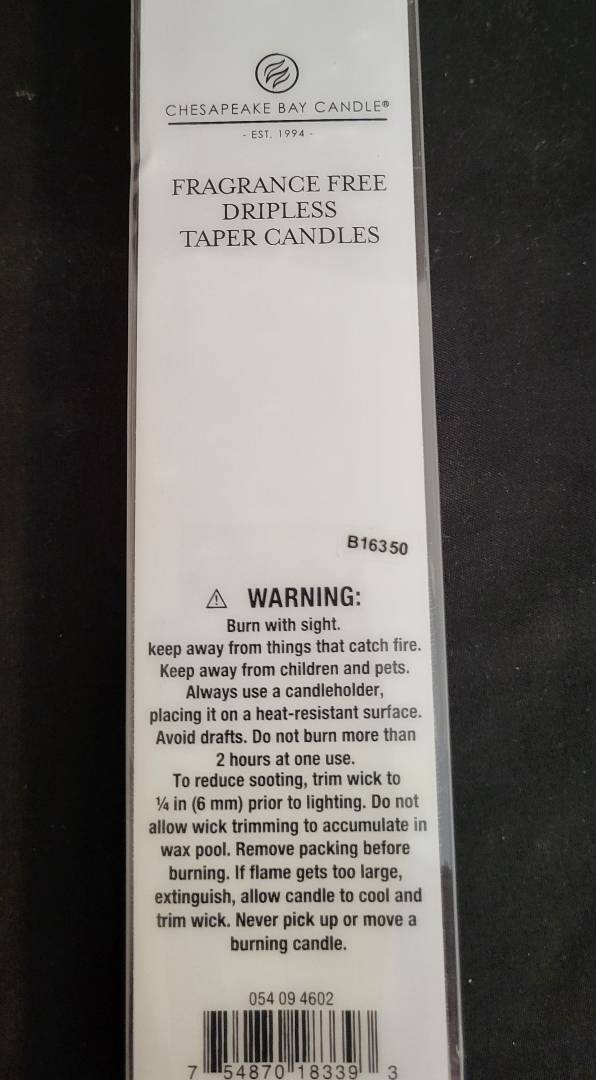 CHESAPEAKE BAY CANDLE®
- EST. 1994 -
FRAGRANCE FREE
DRIPLESS
TAPER CANDLES
B16350
⚠ WARNING:
Burn with sight.
keep away from things that catch fire.
Keep away from children and pets.
Always use a candleholder,
placing it on a heat-resistant surface.
Avoid drafts. Do not burn more than
2 hours at one use.
To reduce sooting, trim wick to
¼ in (6 mm) prior to lighting. Do not
allow wick trimming to accumulate in
wax pool. Remove packing before
burning. If flame gets too large,
extinguish, allow candle to cool and
trim wick. Never pick up or move a
burning candle.
054 09 4602
7 54870 18339 3